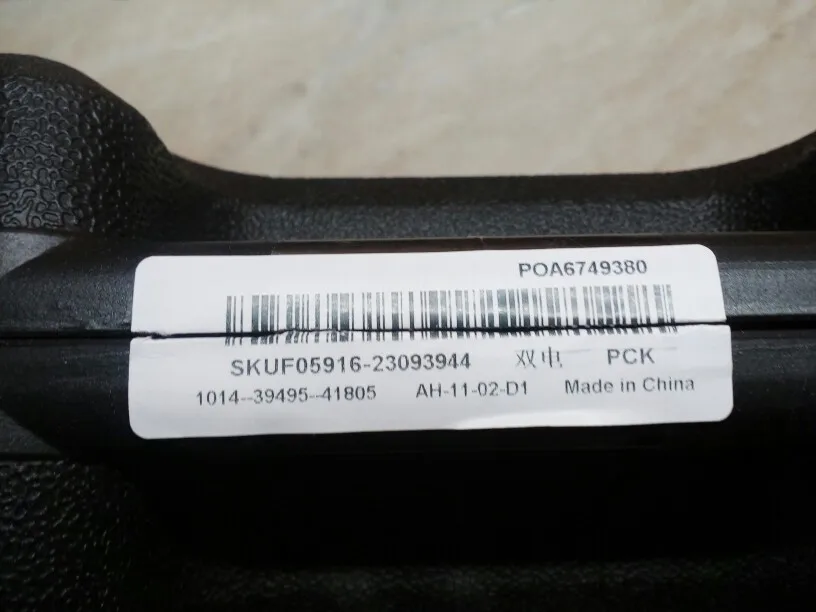 POA6749380
SKUF05916-23093944 双电 PCK
1014--39495--41805 AH-11-02-D1 Made in China